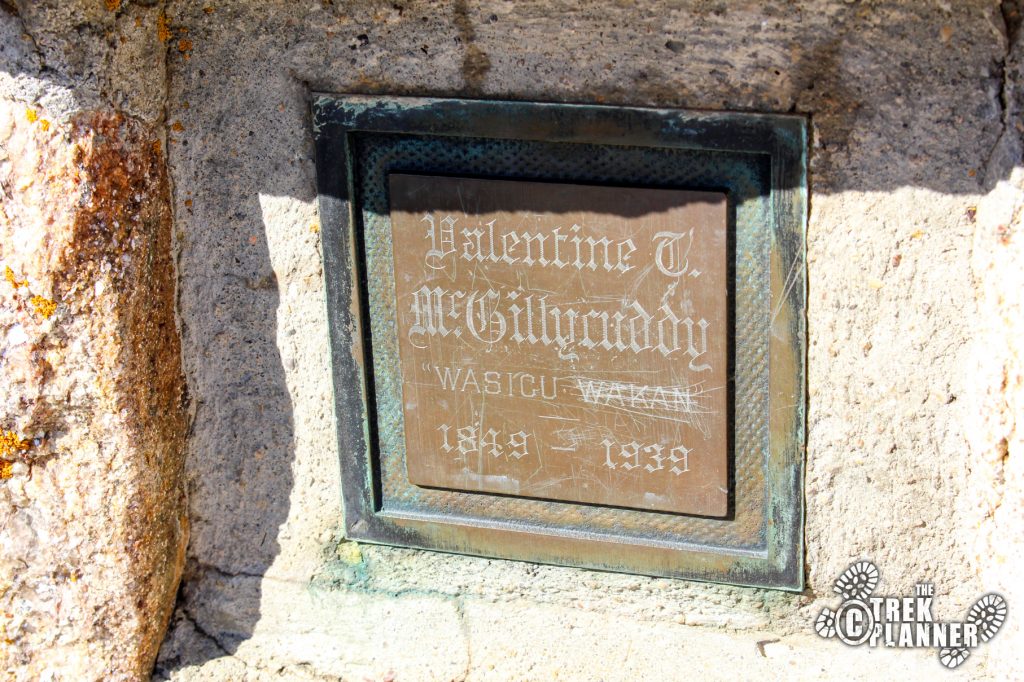 Valentine T.
McGillycuddy
"WASICU WAKAN
1849 – 1939
© THE
TREK
PLANNER